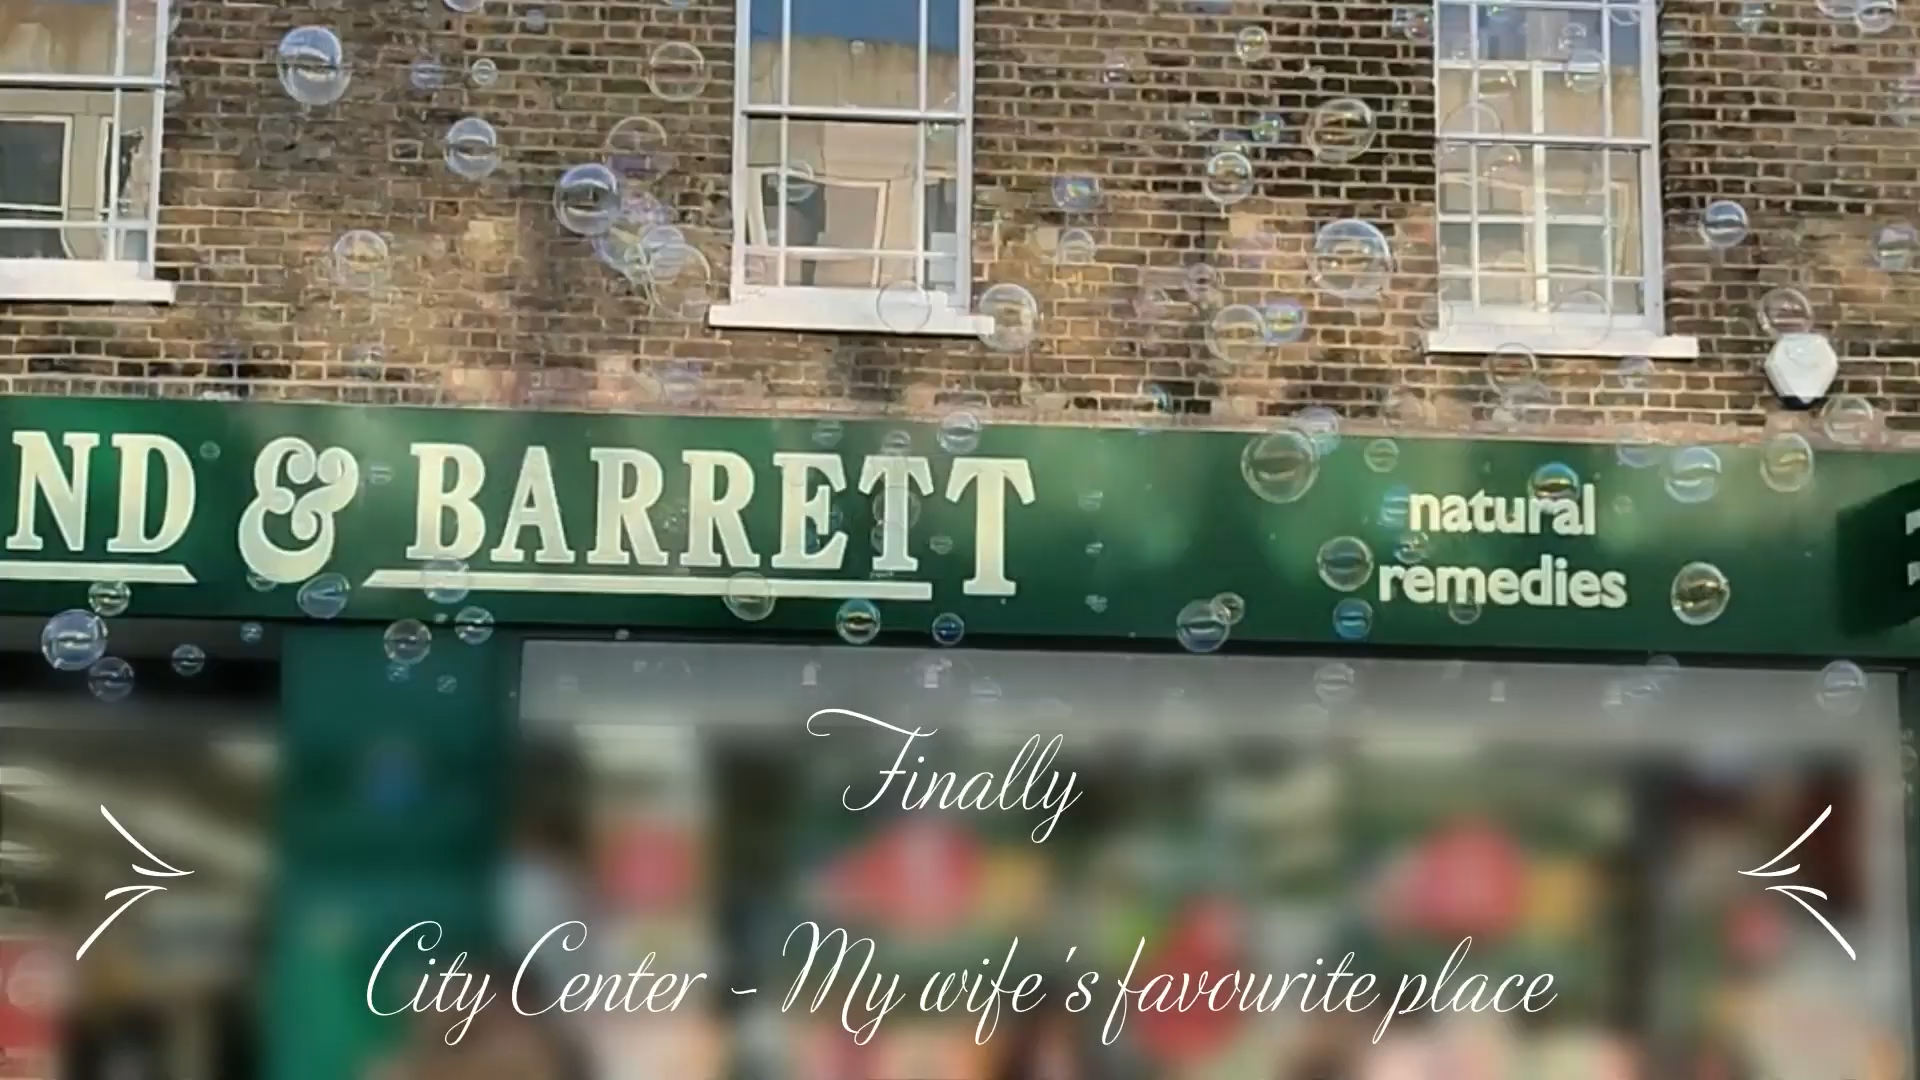 ND & BARRETT
natural
remedies
Finally
City Center - My wife's favourite place